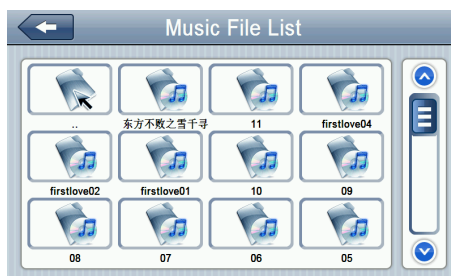 Music File List
..
东方不败之雪千寻
11
firstlove04
firstlove02
firstlove01
10
09
08
07
06
05